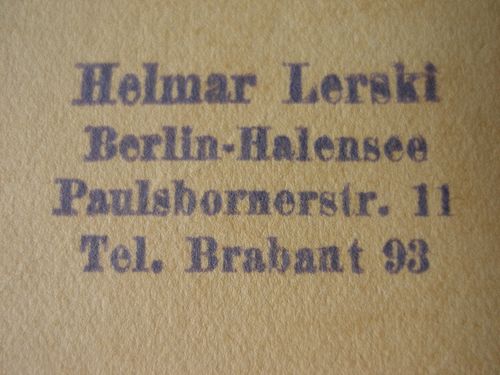 Helmar Lerski
Berlin-Halensee
Paulsbornerstr. 11
Tel. Brabant 93